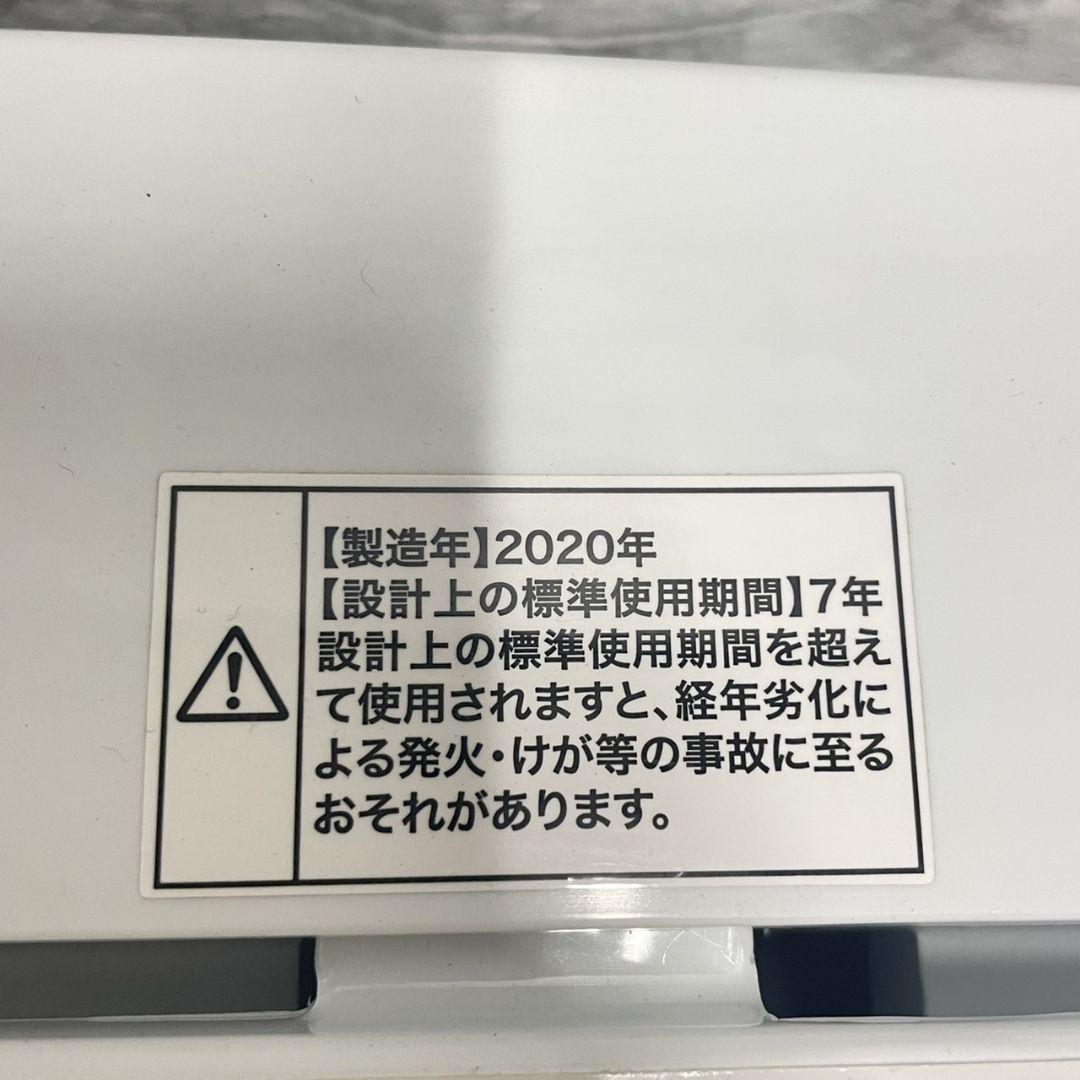 【製造年】2020年
【設計上の標準使用期間】7年
設計上の標準使用期間を超え
て使用されますと、経年劣化に
よる発火・けが等の事故に至る
おそれがあります。